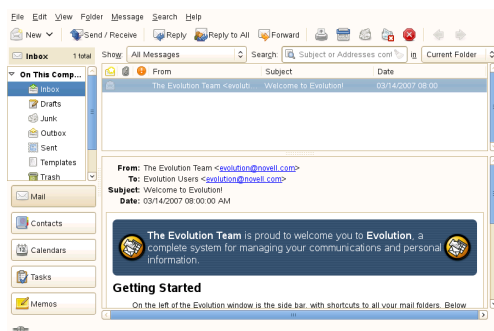 File Edit View Folder Message Search Help
New Send / Receive Reply Reply to All Forward
Inbox 1 total Show: All Messages Search: Subject or Addresses cont in Current Folder
On This Comp...
Inbox
Drafts
Junk
Outbox
Sent
Templates
Trash
Mail
Contacts
Calendars
Tasks
Memos
From Subject Date
The Evolution Team <evoluti Welcome to Evolution! 03/14/2007 08:00
From: The Evolution Team <evolution@novell.com>
To: Evolution Users <evolution@novell.com>
Subject: Welcome to Evolution!
Date: 03/14/2007 08:00:00 AM
The Evolution Team is proud to welcome you to Evolution, a
complete system for managing your communications and personal
information.
Getting Started
On the left of the Evolution window is the side bar, with shortcuts to all your mail folders. Below